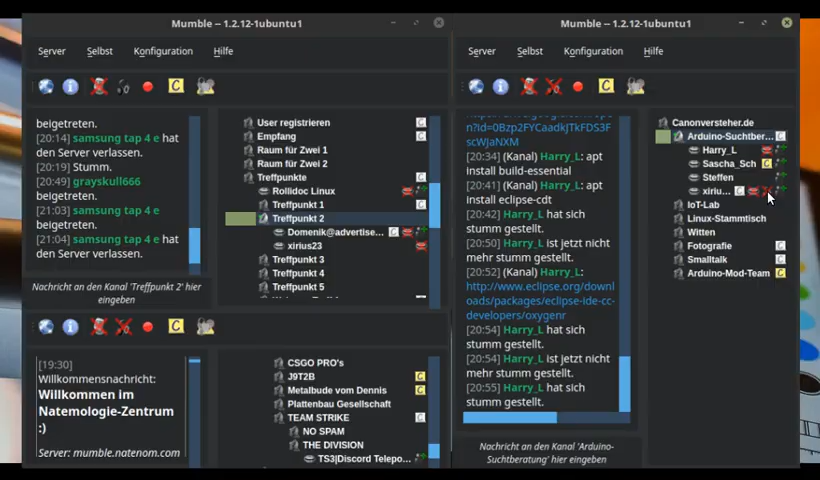 Mumble -- 1.2.12-1ubuntu1
Server Selbst Konfiguration Hilfe
beigetreten.
[20:14] samsung tap 4 e hat
den Server verlassen.
[20:19] Stumm.
[20:49] grayskull666
beigetreten.
[21:03] samsung tap 4 e
beigetreten.
[21:04] samsung tap 4 e hat
den Server verlassen.
Nachricht an den Kanal 'Treffpunkt 2' hier
eingeben
User registrieren
Empfang
Raum für Zwei 1
Raum für Zwei 2
Treffpunkte
Rollidoc Linux
Treffpunkt 1
Treffpunkt 2
Domenik@advertise...
xirius23
Treffpunkt 3
Treffpunkt 4
Treffpunkt 5
[19:30]
Willkommensnachricht:
Willkommen im
Natemologie-Zentrum
:)
Server: mumble.natenom.com
CSGO PRO's
J9T2B
Metalbude vom Dennis
Plattenbau Gesellschaft
TEAM STRIKE
NO SPAM
THE DIVISION
TS3|Discord Telepo...
Mumble -- 1.2.12-1ubuntu1
Server Selbst Konfiguration Hilfe
n?id=0Bzp2FYCaadkJTkFDS3F
scWJaNXM
[20:34] (Kanal) Harry_L: apt
install build-essential
[20:41] (Kanal) Harry_L: apt
install eclipse-cdt
[20:42] Harry_L hat sich
stumm gestellt.
[20:50] Harry_L ist jetzt nicht
mehr stumm gestellt.
[20:52] (Kanal) Harry_L:
http://www.eclipse.org/downl
oads/packages/eclipse-ide-cc-
developers/oxygenr
[20:54] Harry_L hat sich
stumm gestellt.
[20:54] Harry_L ist jetzt nicht
mehr stumm gestellt.
[20:55] Harry_L hat sich
stumm gestellt.
Nachricht an den Kanal 'Arduino-
Suchtberatung' hier eingeben
Canonversteher.de
Arduino-Suchtber...
Harry_L
Sascha_Sch
Steffen
xiriu...
IoT-Lab
Linux-Stammtisch
Witten
Fotografie
Smalltalk
Arduino-Mod-Team